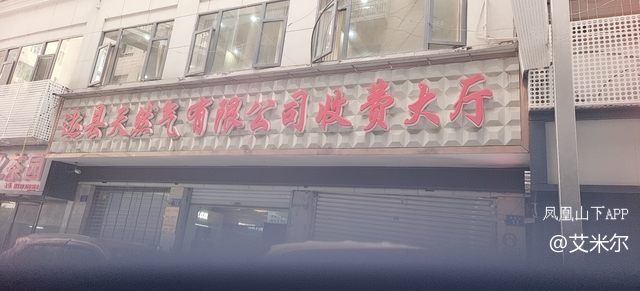 达县天然气有限公司收费大厅
凤凰山下APP
@艾米尔